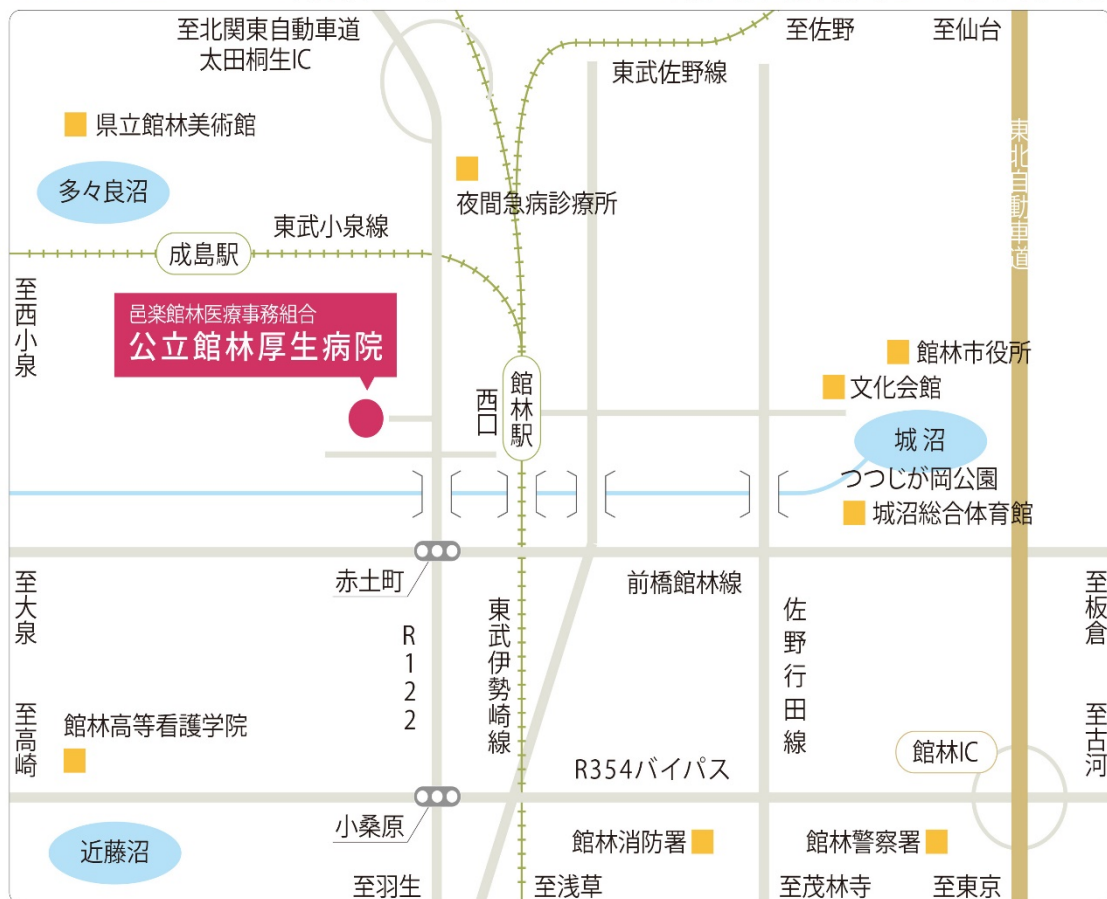 至北関東自動車道
太田桐生IC
至佐野
至仙台
東武佐野線
県立館林美術館
東北自動車道
多々良沼
夜間急病診療所
東武小泉線
成島駅
至西小泉
邑楽館林医療事務組合
公立館林厚生病院
館林市役所
文化会館
館林駅
西口
城沼
つつじが岡公園
城沼総合体育館
赤土町
前橋館林線
至大泉
至板倉
R122
東武伊勢崎線
佐野行田線
至高崎
館林高等看護学院
至古河
館林IC
R354バイパス
小桑原
館林消防署
館林警察署
近藤沼
至羽生
至浅草
至茂林寺
至東京